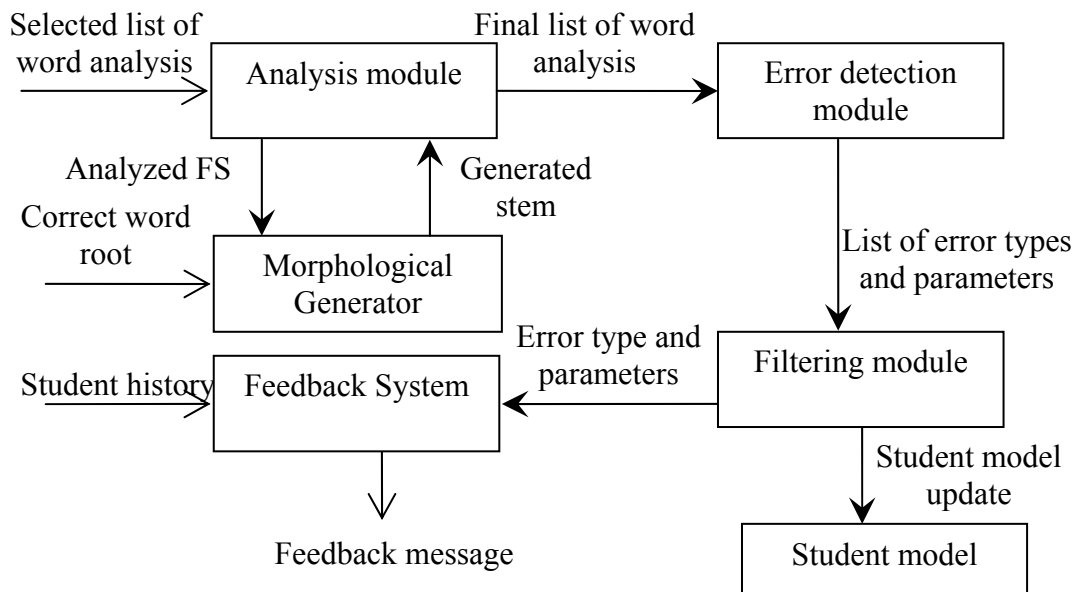 Selected list of
word analysis
Analysis module
Final list of word
analysis
Error detection
module
Analyzed FS
Generated
stem
Correct word
root
Morphological
Generator
List of error types
and parameters
Error type and
parameters
Filtering module
Student history
Feedback System
Student model
update
Feedback message
Student model